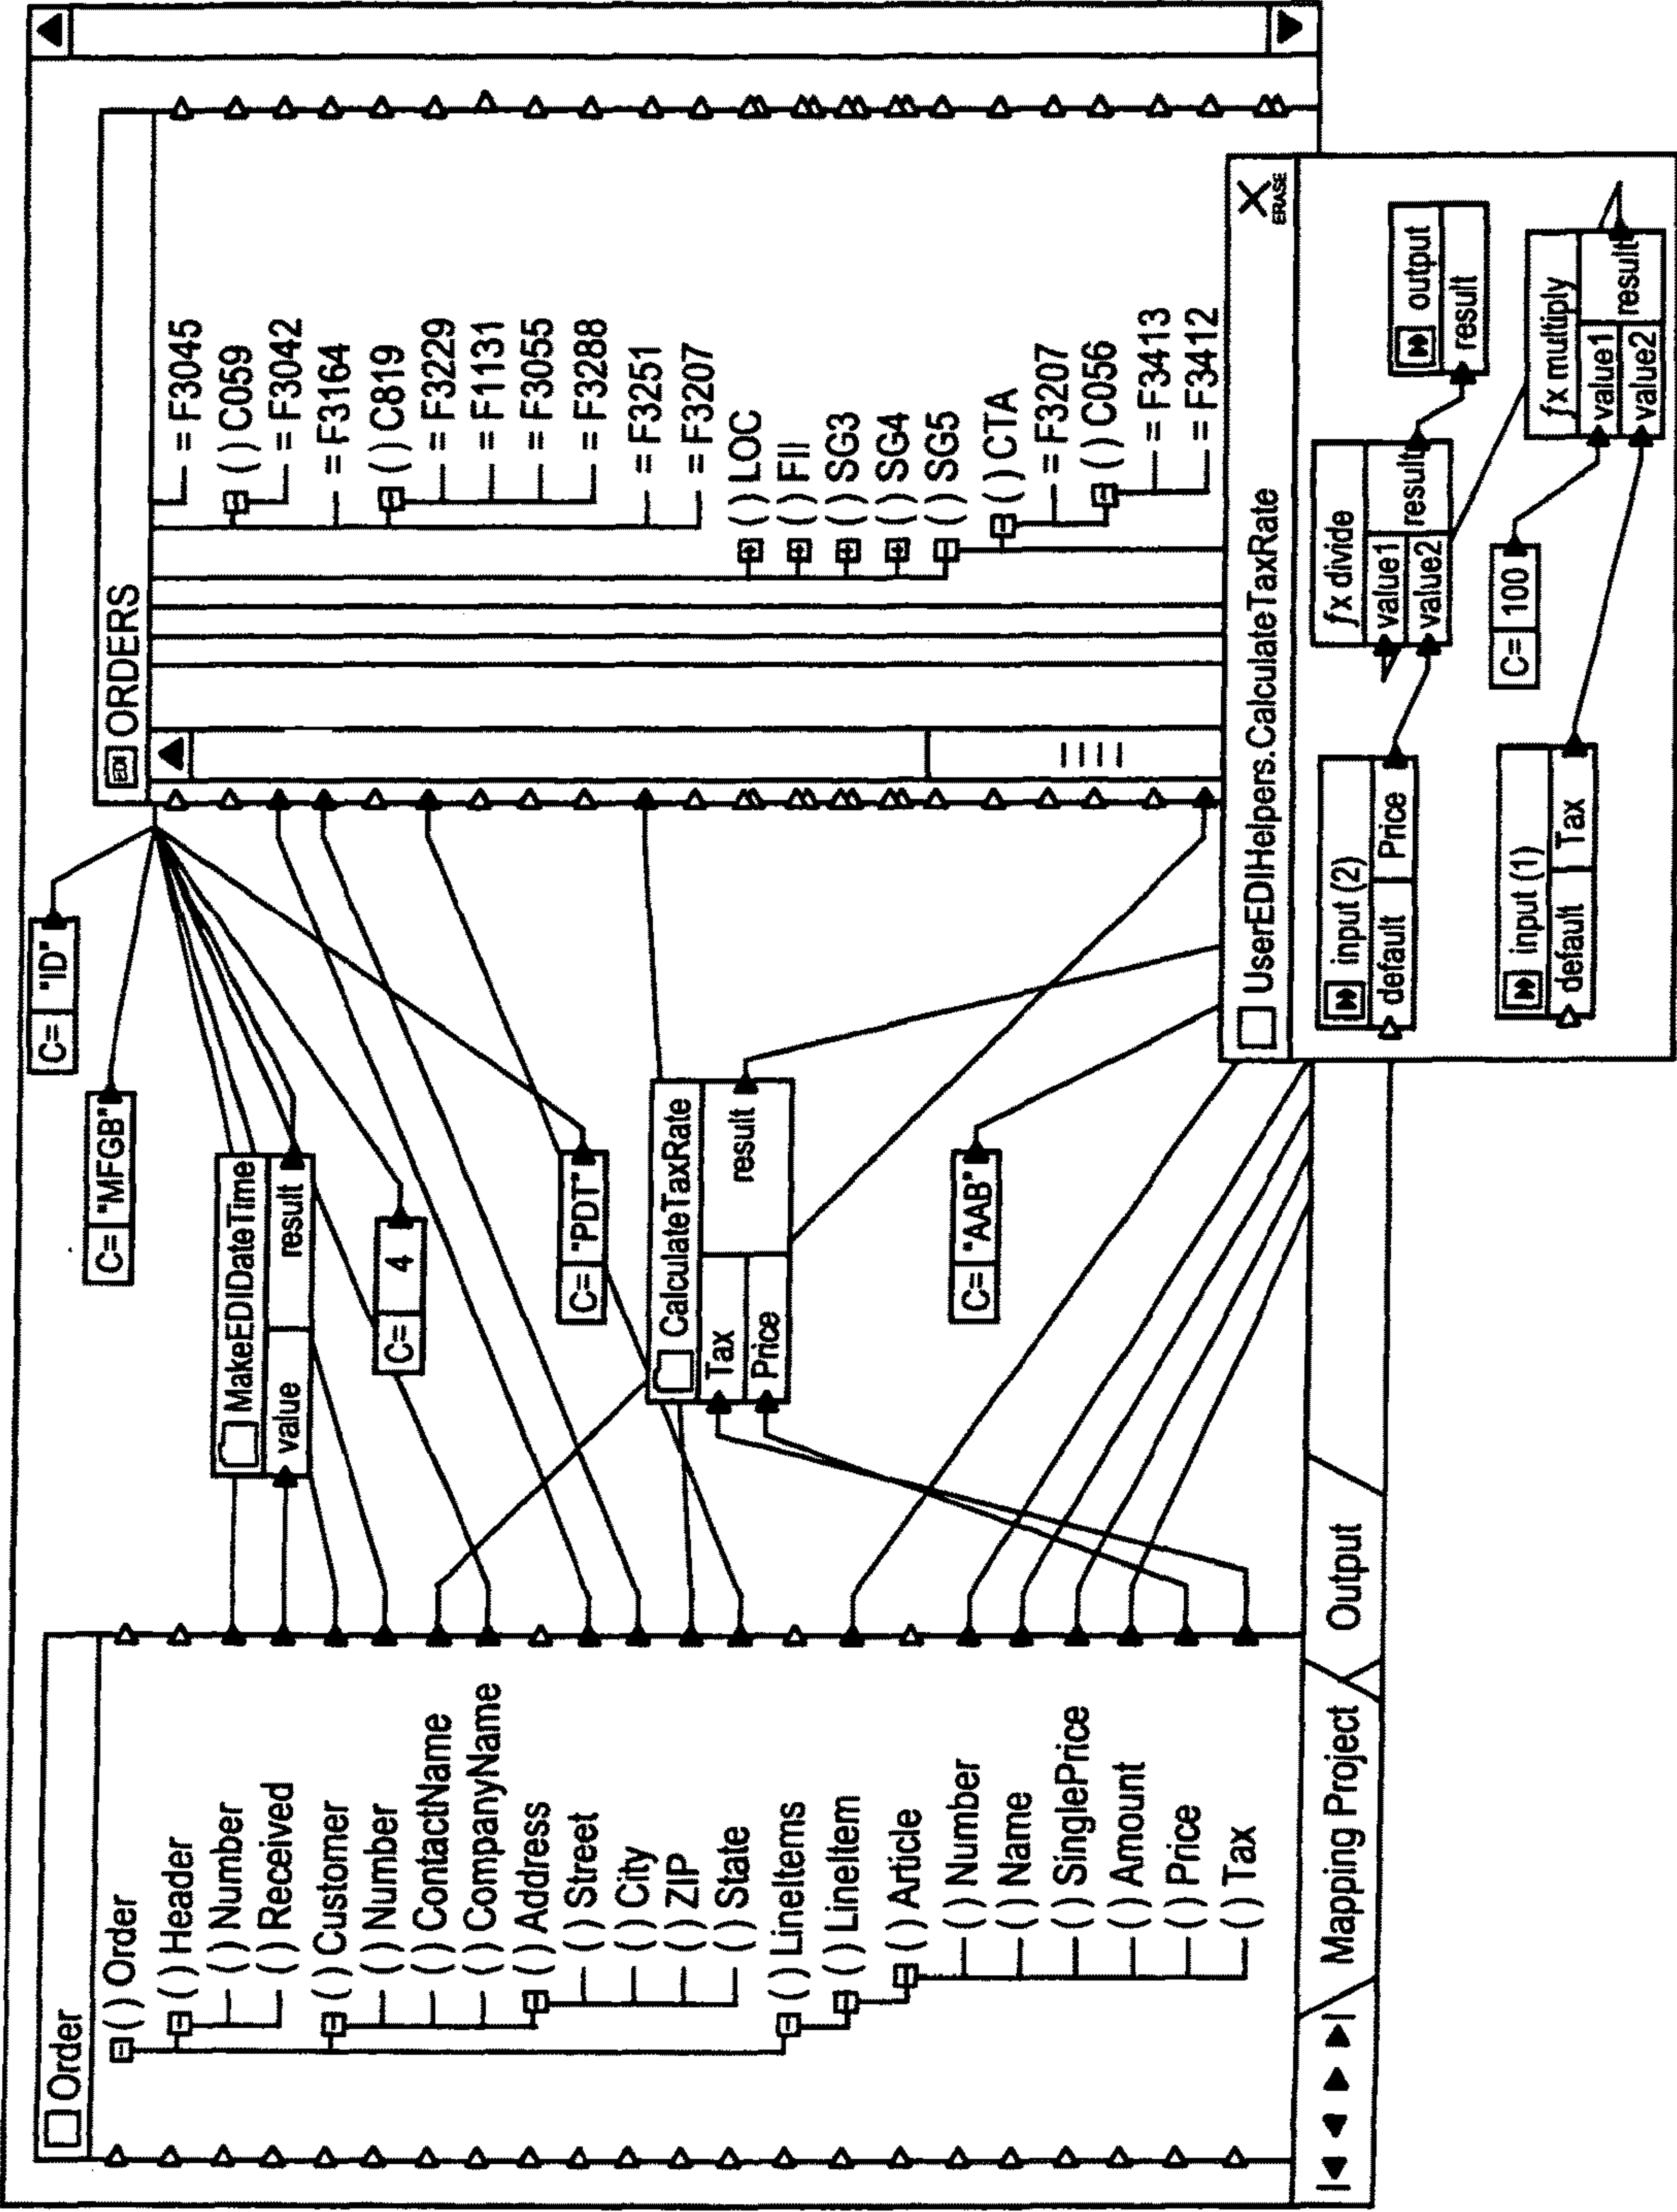 Order
( ) Order
( ) Header
( ) Number
( ) Received
( ) Customer
( ) Number
( ) ContactName
( ) CompanyName
( ) Address
( ) Street
( ) City
( ) ZIP
( ) State
( ) LineItems
( ) LineItem
( ) Article
( ) Number
( ) Name
( ) SinglePrice
( ) Amount
( ) Price
( ) Tax
C= "ID"
C= "MFGB"
MakeEDIDateTime
value result
C= 4
C= "PDT"
CalculateTaxRate
Tax result
Price
C= "AAB"
EDI ORDERS
= F3045
( ) C059
= F3042
= F3164
( ) C819
= F3229
= F1131
= F3055
= F3288
= F3251
= F3207
( ) LOC
( ) FII
( ) SG3
( ) SG4
( ) SG5
( ) CTA
= F3207
( ) C056
= F3413
= F3412
UserEDIHelpers.CalculateTaxRate
ERASE
input (2)
default Price
input (1)
default Tax
fx divide
value1 result
value2
C= 100
output
result
fx multiply
value1 result
value2
Mapping Project
Output